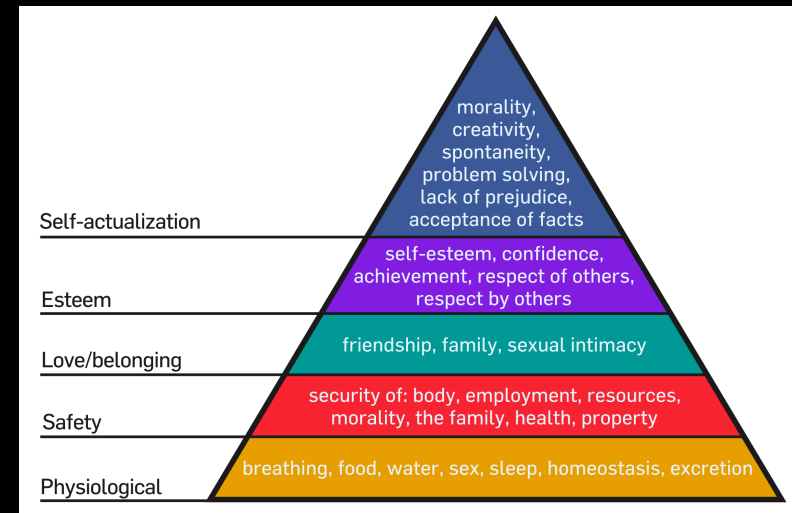 morality,
creativity,
spontaneity,
problem solving,
lack of prejudice,
acceptance of facts
Self-actualization
self-esteem, confidence,
achievement, respect of others,
respect by others
Esteem
friendship, family, sexual intimacy
Love/belonging
security of: body, employment, resources,
morality, the family, health, property
Safety
breathing, food, water, sex, sleep, homeostasis, excretion
Physiological